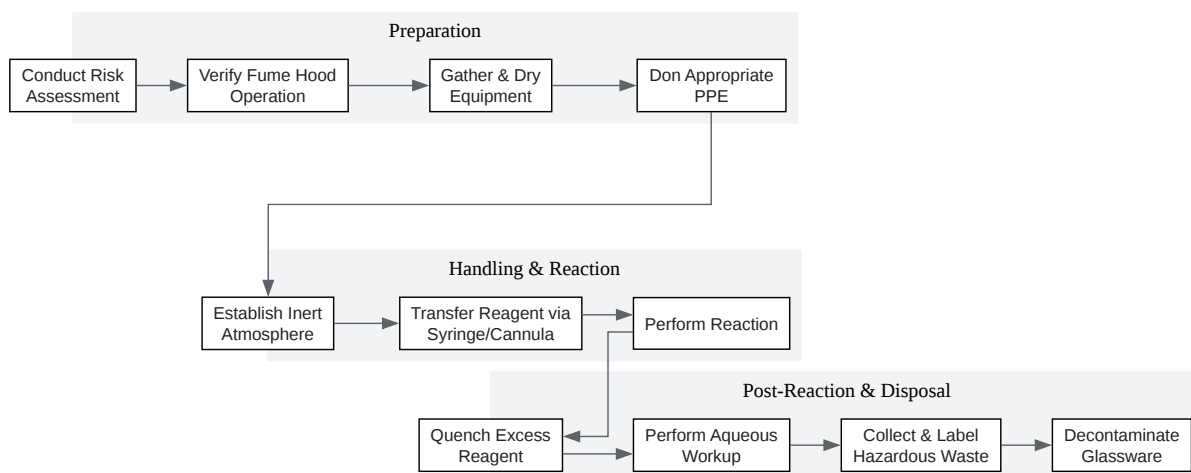 Preparation
Conduct Risk
Assessment
Verify Fume Hood
Operation
Gather & Dry
Equipment
Don Appropriate
PPE
Handling & Reaction
Establish Inert
Atmosphere
Transfer Reagent via
Syringe/Cannula
Perform Reaction
Post-Reaction & Disposal
Quench Excess
Reagent
Perform Aqueous
Workup
Collect & Label
Hazardous Waste
Decontaminate
Glassware